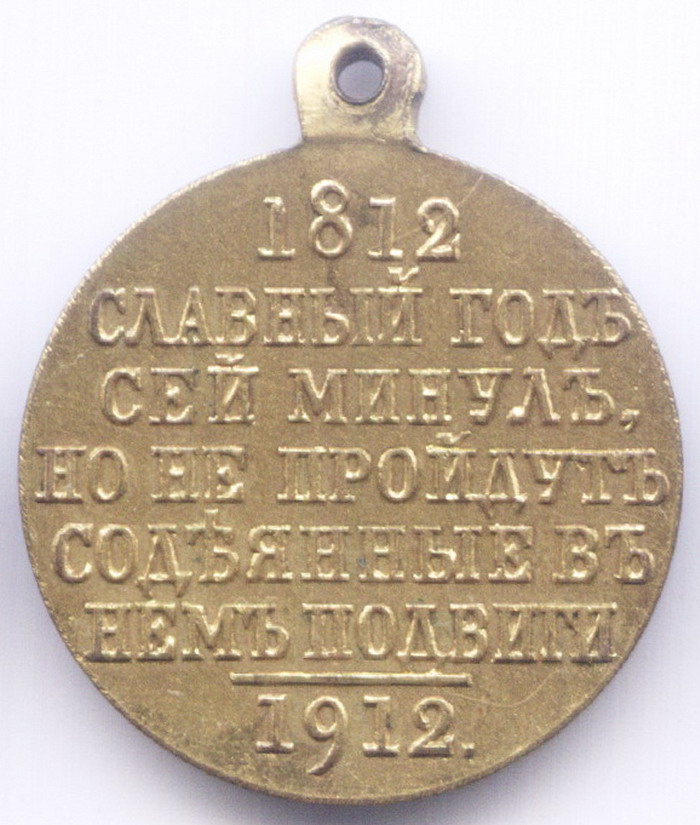 1812
СЛАВНЫЙ ГОДЪ
СЕЙ МИНУЛЪ,
НО НЕ ПРОЙДУТЪ
СОДѢЯННЫЕ ВЪ
НЕМЪ ПОДВИГИ
1912.